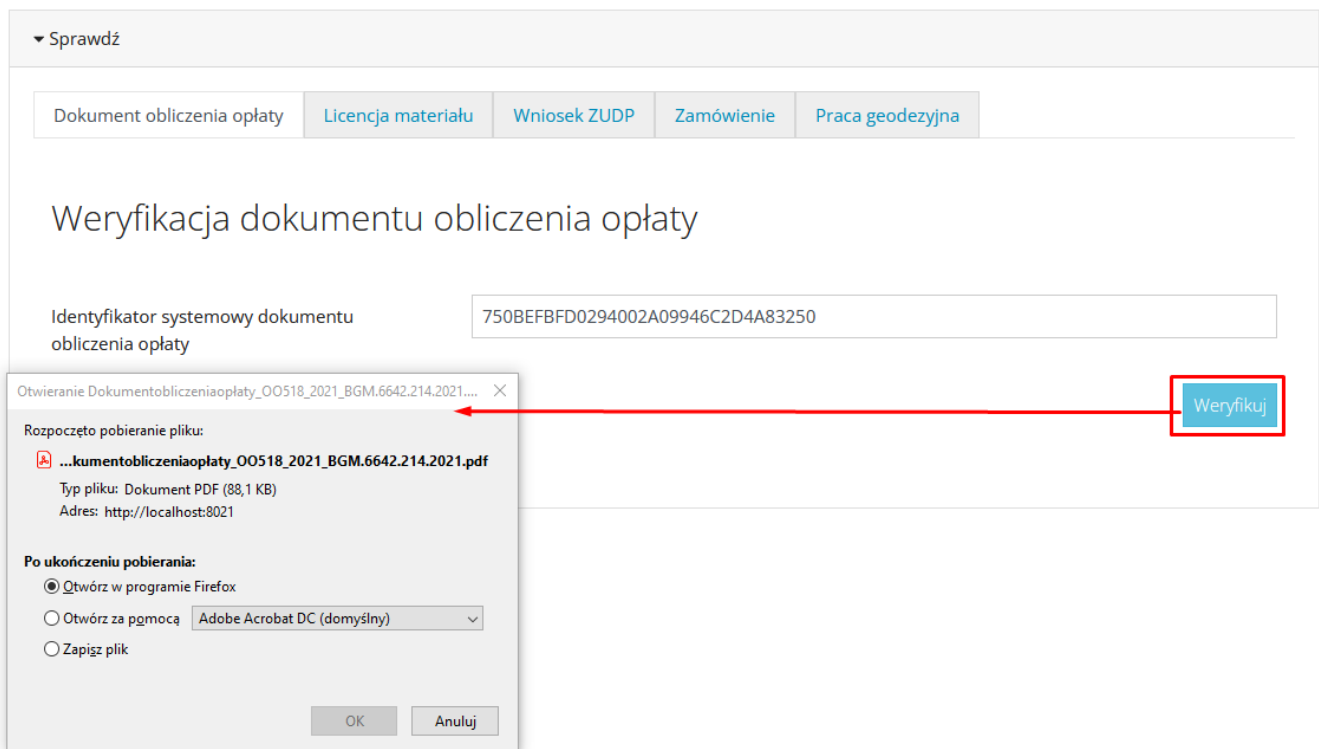 Sprawdź
Dokument obliczenia opłaty
Licencja materiału
Wniosek ZUDP
Zamówienie
Praca geodezyjna
Weryfikacja dokumentu obliczenia opłaty
Identyfikator systemowy dokumentu
obliczenia opłaty
750BEFBFD0294002A09946C2D4A83250
Weryfikuj
Otwieranie Dokumentobliczeniaopłaty_OO518_2021_BGM.6642.214.2021....
Rozpoczęto pobieranie pliku:
...kumentobliczeniaopłaty_OO518_2021_BGM.6642.214.2021.pdf
Typ pliku: Dokument PDF (88,1 KB)
Adres: http://localhost:8021
Po ukończeniu pobierania:
Otwórz w programie Firefox
Otwórz za pomocą Adobe Acrobat DC (domyślny)
Zapisz plik
OK Anuluj